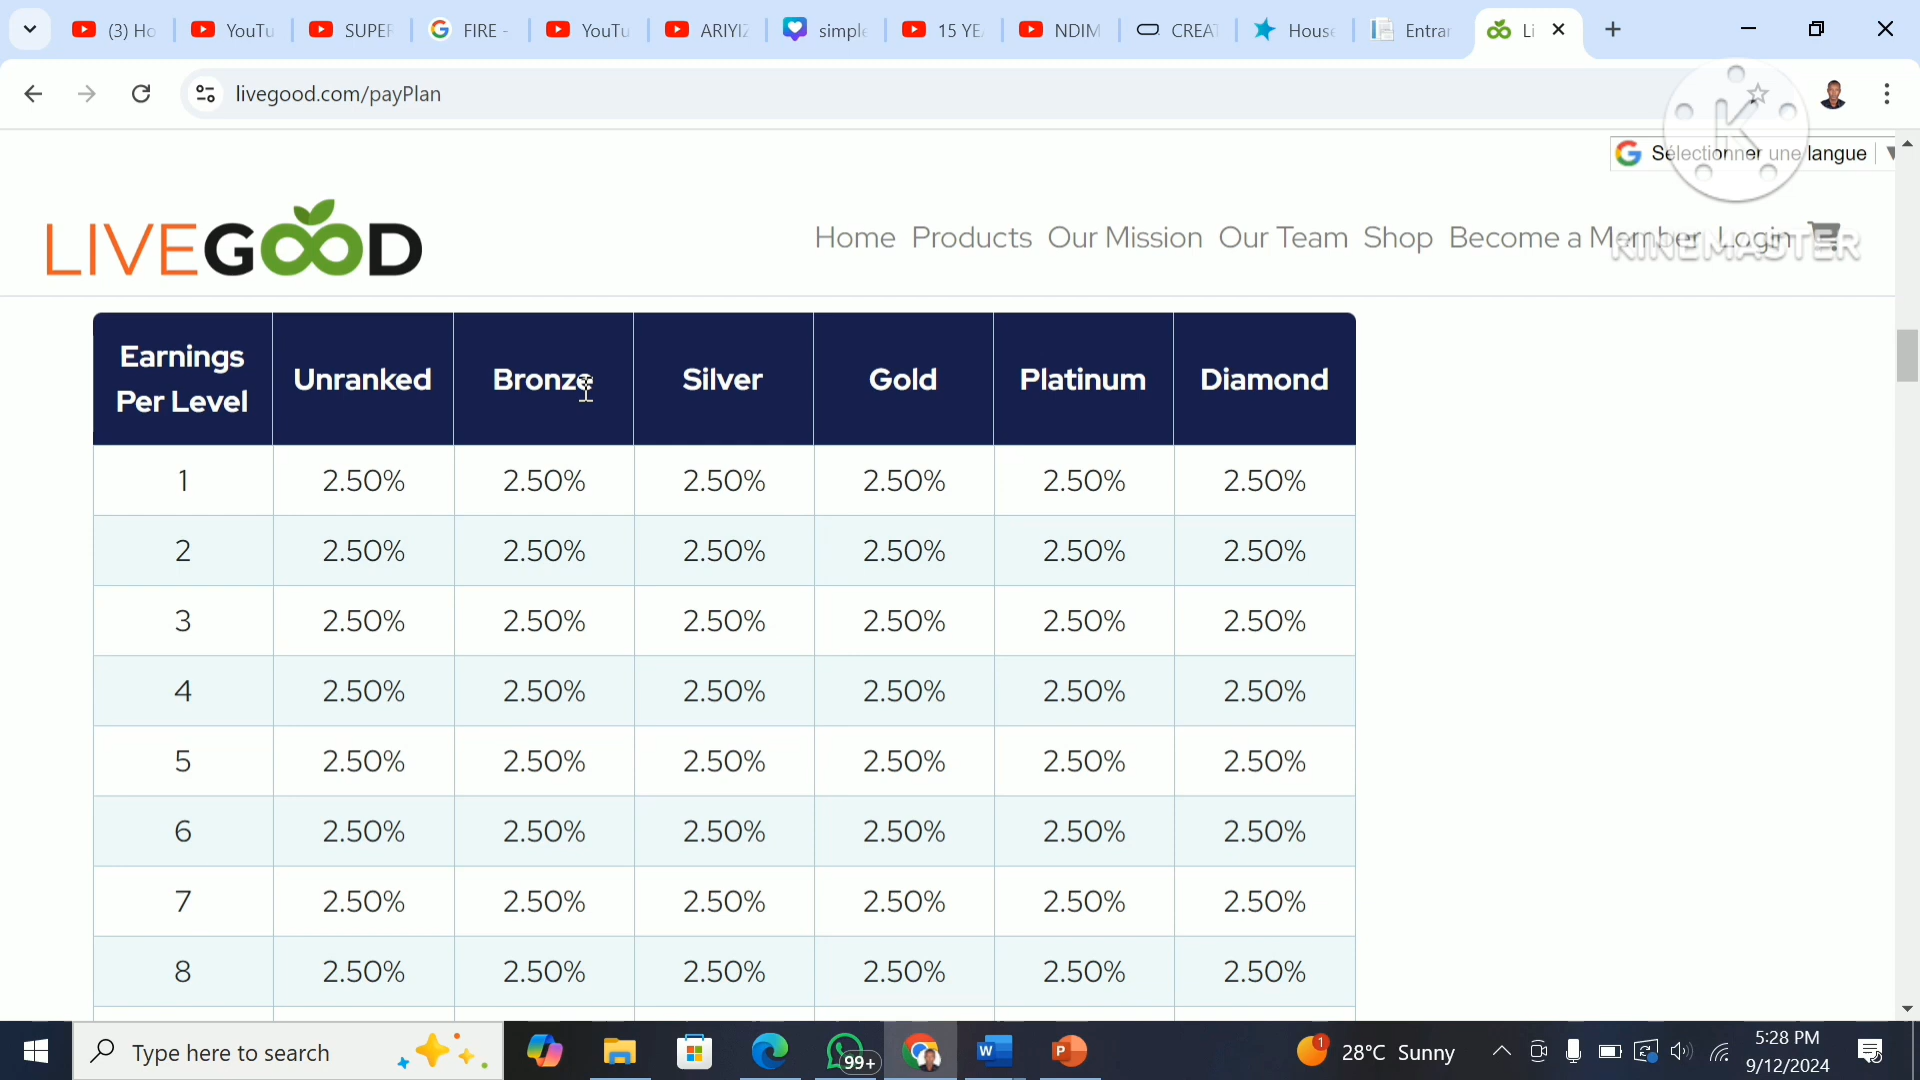 (3) Ho YouTu SUPER FIRE - YouTu ARIYIZ simple 15 YE NDIM CREAT House Entrar Li
livegood.com/payPlan
Sélectionner une langue
LIVEGOOD
Home Products Our Mission Our Team Shop Become a Member Login
KINEMASTER
Earnings Per Level Unranked Bronze Silver Gold Platinum Diamond
1 2.50% 2.50% 2.50% 2.50% 2.50% 2.50%
2 2.50% 2.50% 2.50% 2.50% 2.50% 2.50%
3 2.50% 2.50% 2.50% 2.50% 2.50% 2.50%
4 2.50% 2.50% 2.50% 2.50% 2.50% 2.50%
5 2.50% 2.50% 2.50% 2.50% 2.50% 2.50%
6 2.50% 2.50% 2.50% 2.50% 2.50% 2.50%
7 2.50% 2.50% 2.50% 2.50% 2.50% 2.50%
8 2.50% 2.50% 2.50% 2.50% 2.50% 2.50%
Type here to search
99+
1
28°C Sunny
5:28 PM
9/12/2024